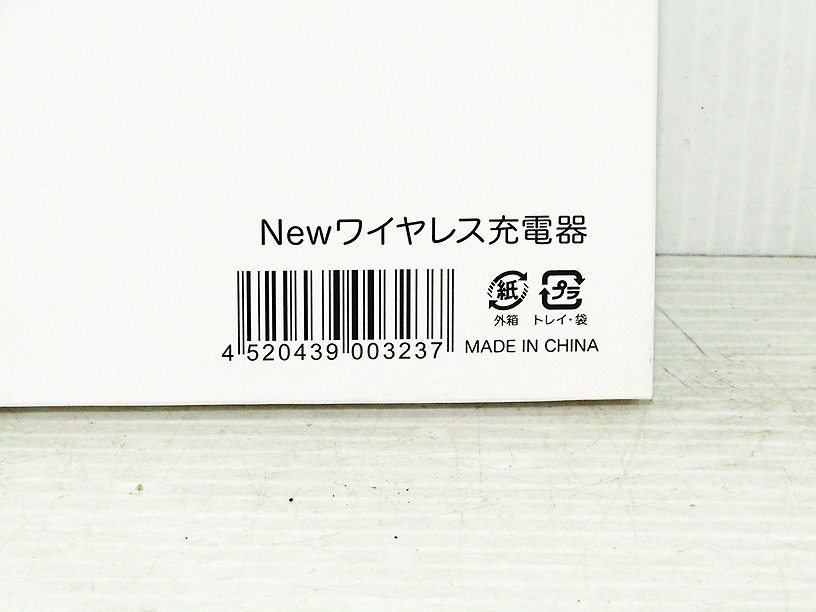 Newワイヤレス充電器
紙 プラ
外箱 トレイ・袋
4 520439 003237 MADE IN CHINA